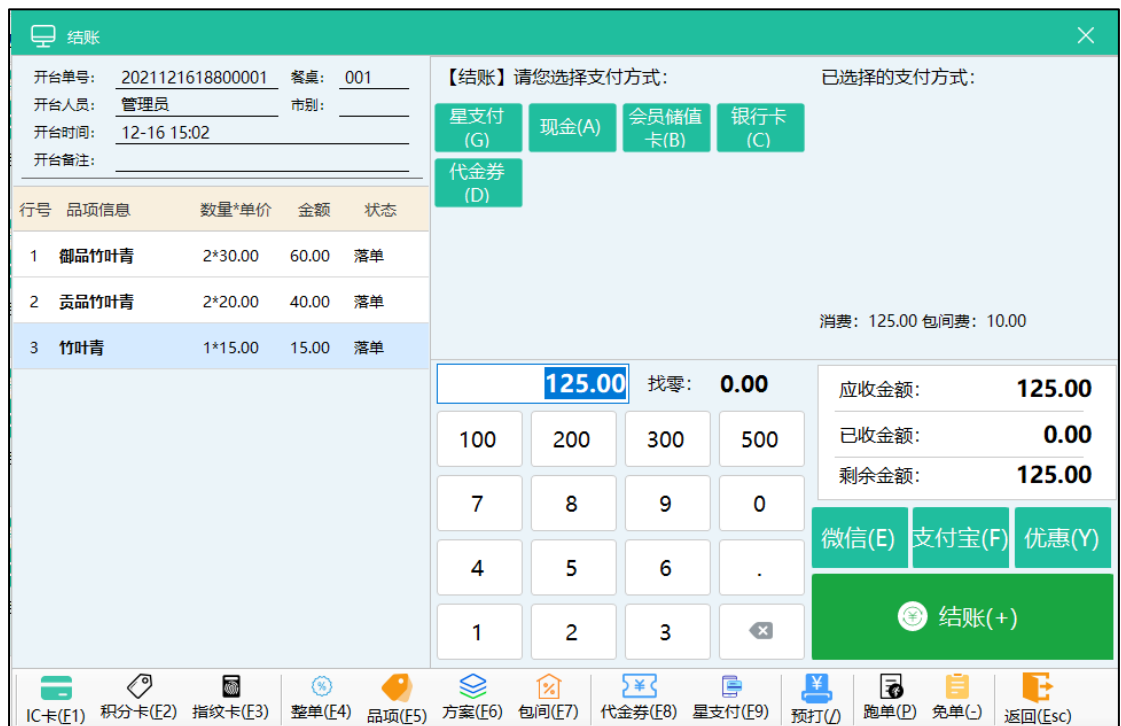 结账
开台单号： 2021121618800001 餐桌： 001
开台人员： 管理员 市别：
开台时间： 12-16 15:02
开台备注：
行号 品项信息 数量*单价 金额 状态
1 御品竹叶青 2*30.00 60.00 落单
2 贡品竹叶青 2*20.00 40.00 落单
3 竹叶青 1*15.00 15.00 落单
【结账】请您选择支付方式： 已选择的支付方式：
星支付(G) 现金(A) 会员储值卡(B) 银行卡(C)
代金券(D)
消费：125.00 包间费：10.00
125.00 找零： 0.00
100 200 300 500
7 8 9 0
4 5 6 .
1 2 3
应收金额： 125.00
已收金额： 0.00
剩余金额： 125.00
微信(E) 支付宝(F) 优惠(Y)
结账(+)
IC卡(F1) 积分卡(F2) 指纹卡(F3) 整单(F4) 品项(F5) 方案(F6) 包间(F7) 代金券(F8) 星支付(F9) 预打(/) 跑单(P) 免单(-) 返回(Esc)